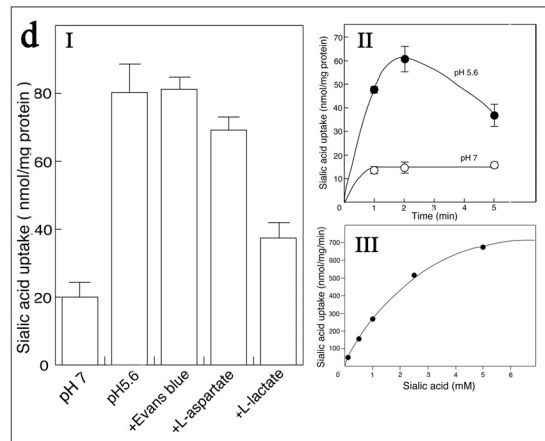 d
I
Sialic acid uptake ( nmol/mg protein)
80
60
40
20
0
pH 7
pH5.6
+Evans blue
+L-aspartate
+L-lactate
II
Sialic acid uptake (nmol/mg protein)
70
60
50
40
30
20
10
0
1
2
3
4
5
pH 5.6
pH 7
Time (min)
III
Sialic acid uptake (nmol/mg/min)
700
600
500
400
300
200
100
0
1
2
3
4
5
6
Sialic acid (mM)